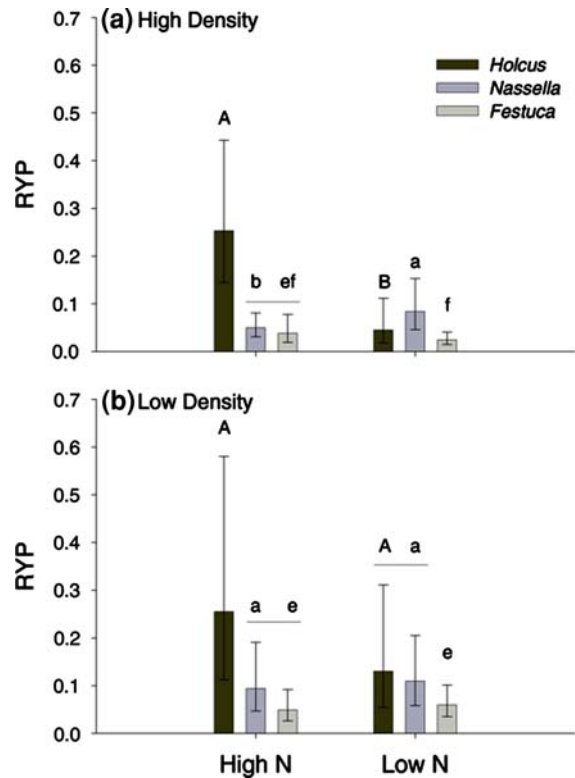 (a) High Density
0.7
0.6
0.5
0.4
0.3
0.2
0.1
0.0
RYP
Holcus
Nassella
Festuca
A
b
ef
B
a
f
(b) Low Density
0.7
0.6
0.5
0.4
0.3
0.2
0.1
0.0
RYP
A
a
e
A
a
e
High N
Low N